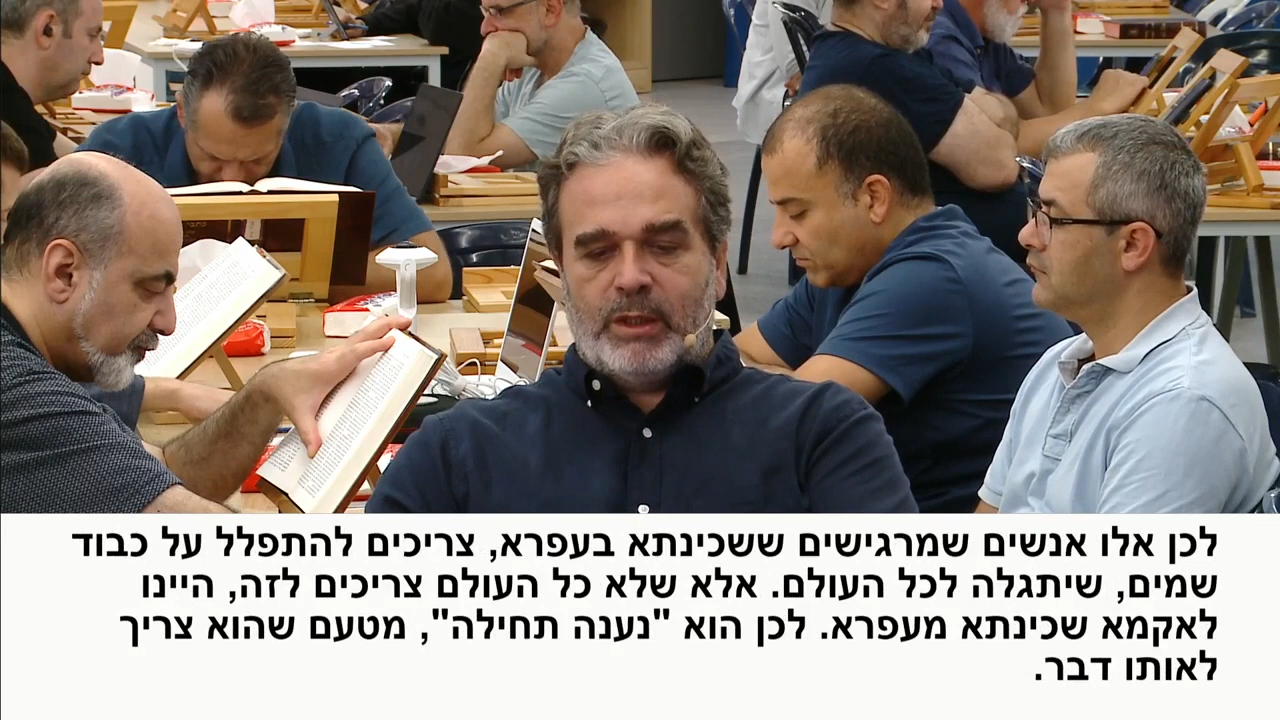 לכן אלו אנשים שמרגישים ששכינתא בעפרא, צריכים להתפלל על כבוד
שמים, שיתגלה לכל העולם. אלא שלא כל העולם צריכים לזה, היינו
לאקמא שכינתא מעפרא. לכן הוא "נענה תחילה", מטעם שהוא צריך
לאותו דבר.